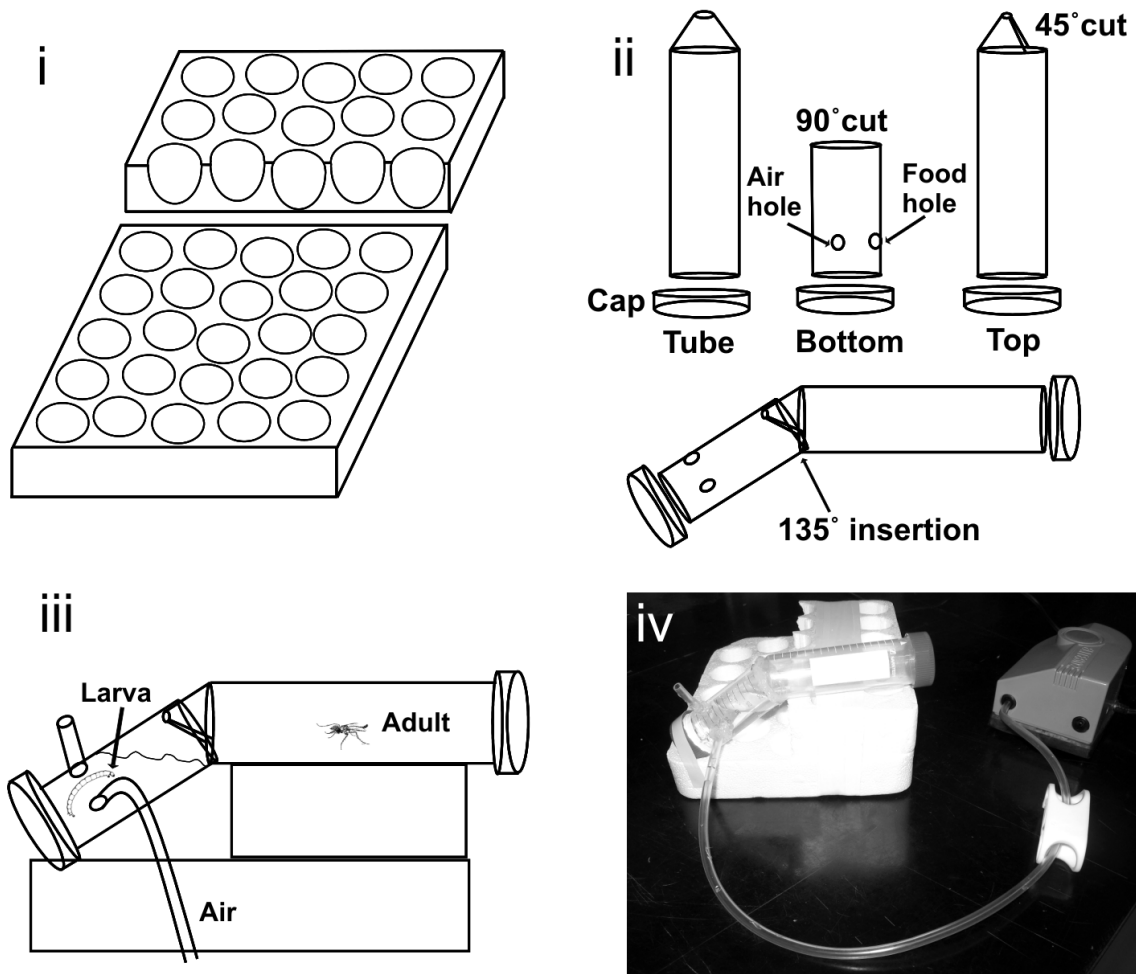 i
ii
45˚cut
90˚cut
Air
hole
Food
hole
Cap
Tube
Bottom
Top
135˚ insertion
iii
Larva
Adult
Air
iv